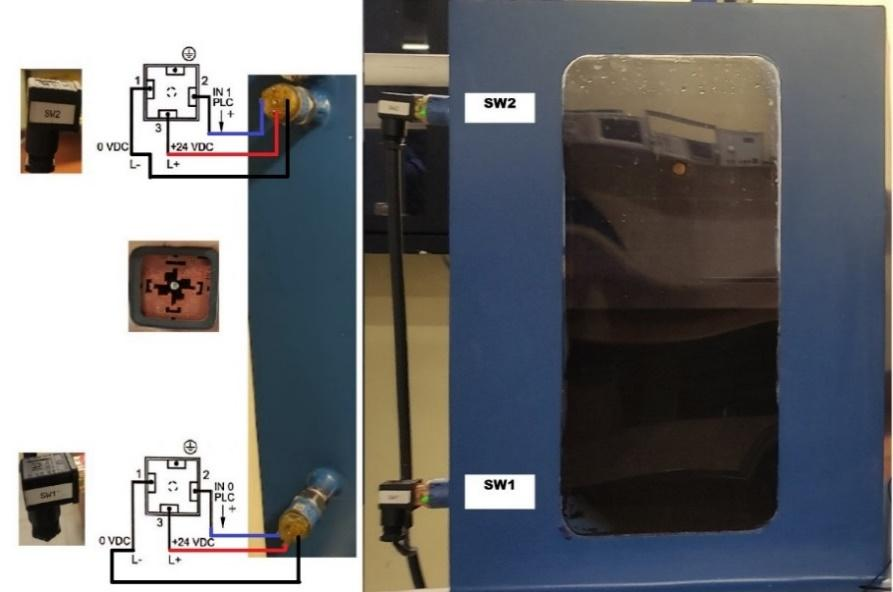 1
2
IN 1
PLC
+
SW2
3
0 VDC
+24 VDC
L-
L+
SW2
1
2
IN 0
PLC
+
SW1
3
0 VDC
+24 VDC
L-
L+
SW1